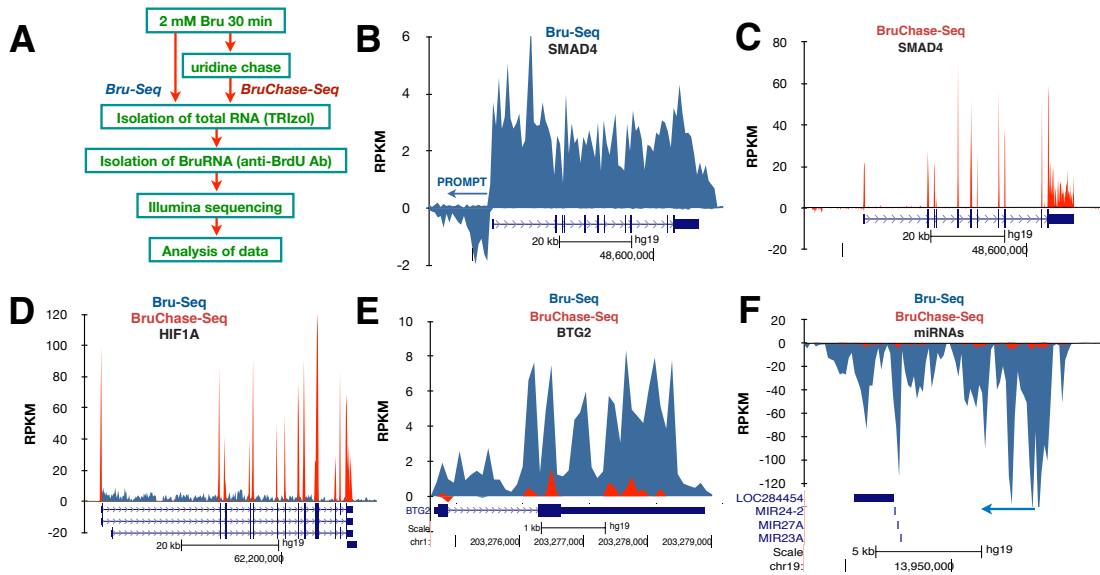 A
2 mM Bru 30 min
uridine chase
Bru-Seq
BruChase-Seq
Isolation of total RNA (TRIzol)
Isolation of BruRNA (anti-BrdU Ab)
Illumina sequencing
Analysis of data
B
Bru-Seq
SMAD4
RPKM
6
4
2
0
-2
PROMPT
20 kb
hg19
48,600,000
C
BruChase-Seq
SMAD4
RPKM
80
60
40
20
0
-20
20 kb
hg19
48,600,000
D
Bru-Seq
BruChase-Seq
HIF1A
RPKM
120
100
80
60
40
20
0
-20
20 kb
hg19
62,200,000
E
Bru-Seq
BruChase-Seq
BTG2
RPKM
10
8
6
4
2
0
BTG2
Scale
1 kb
hg19
chr1:
203,276,000
203,277,000
203,278,000
203,279,000
F
Bru-Seq
BruChase-Seq
miRNAs
RPKM
20
0
-20
-40
-60
-80
-100
-120
LOC284454
MIR24-2
MIR27A
MIR23A
Scale
5 kb
hg19
chr19:
13,950,000